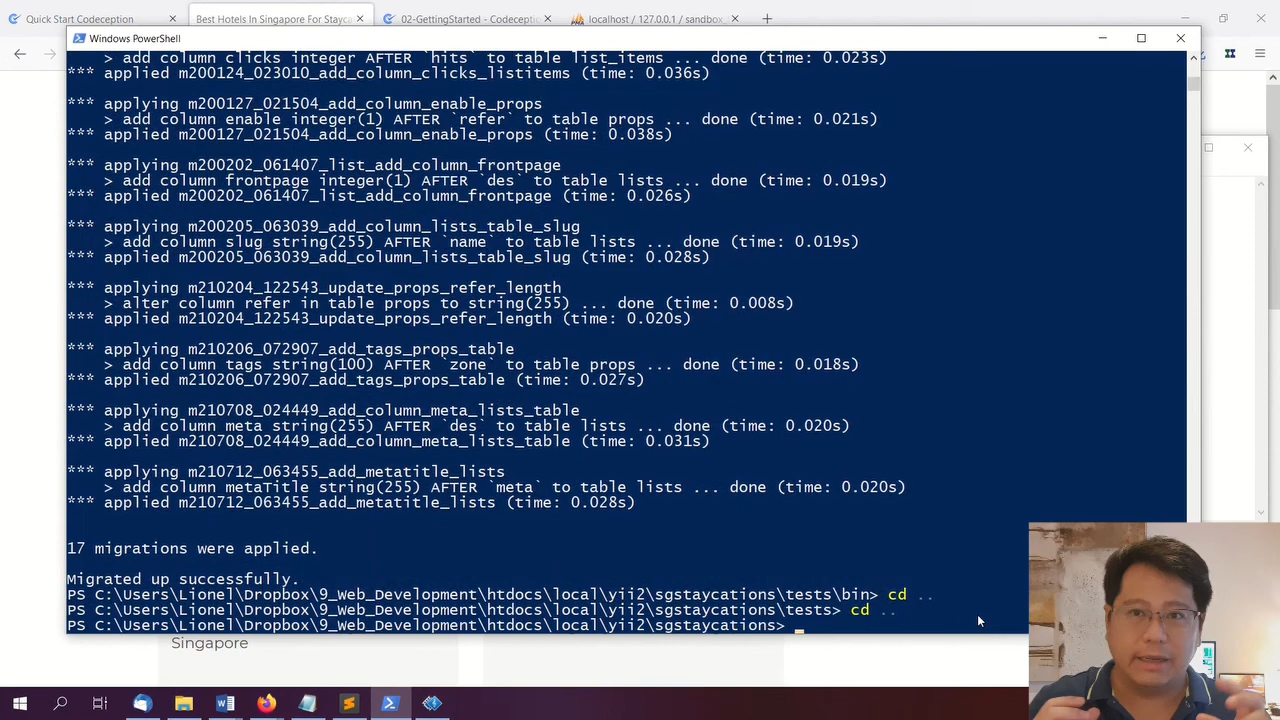 Quick Start Codeception
Best Hotels In Singapore For Stayca
02-GettingStarted - Codeception
localhost / 127.0.0.1 / sandbox
Windows PowerShell
> add column clicks integer AFTER `hits` to table list_items ... done (time: 0.023s)
*** applied m200124_023010_add_column_clicks_listitems (time: 0.036s)
*** applying m200127_021504_add_column_enable_props
> add column enable integer(1) AFTER `refer` to table props ... done (time: 0.021s)
*** applied m200127_021504_add_column_enable_props (time: 0.038s)
*** applying m200202_061407_list_add_column_frontpage
> add column frontpage integer(1) AFTER `des` to table lists ... done (time: 0.019s)
*** applied m200202_061407_list_add_column_frontpage (time: 0.026s)
*** applying m200205_063039_add_column_lists_table_slug
> add column slug string(255) AFTER `name` to table lists ... done (time: 0.019s)
*** applied m200205_063039_add_column_lists_table_slug (time: 0.028s)
*** applying m210204_122543_update_props_refer_length
> alter column refer in table props to string(255) ... done (time: 0.008s)
*** applied m210204_122543_update_props_refer_length (time: 0.020s)
*** applying m210206_072907_add_tags_props_table
> add column tags string(100) AFTER `zone` to table props ... done (time: 0.018s)
*** applied m210206_072907_add_tags_props_table (time: 0.027s)
*** applying m210708_024449_add_column_meta_lists_table
> add column meta string(255) AFTER `des` to table lists ... done (time: 0.020s)
*** applied m210708_024449_add_column_meta_lists_table (time: 0.031s)
*** applying m210712_063455_add_metatitle_lists
> add column metaTitle string(255) AFTER `meta` to table lists ... done (time: 0.020s)
*** applied m210712_063455_add_metatitle_lists (time: 0.028s)
17 migrations were applied.
Migrated up successfully.
PS C:\Users\Lionel\Dropbox\9_Web_Development\htdocs\local\yii2\sgstaycations\tests\bin> cd ..
PS C:\Users\Lionel\Dropbox\9_Web_Development\htdocs\local\yii2\sgstaycations\tests> cd ..
PS C:\Users\Lionel\Dropbox\9_Web_Development\htdocs\local\yii2\sgstaycations>
Singapore